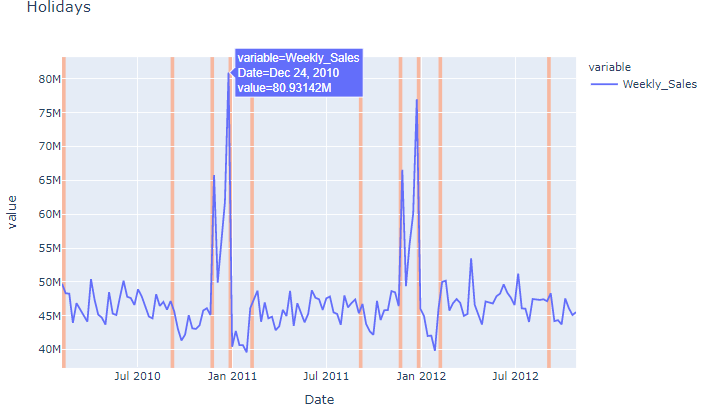 Holidays
variable=Weekly_Sales
Date=Dec 24, 2010
value=80.93142M
variable
Weekly_Sales
80M
75M
70M
65M
60M
55M
50M
45M
40M
value
Jul 2010
Jan 2011
Jul 2011
Jan 2012
Jul 2012
Date